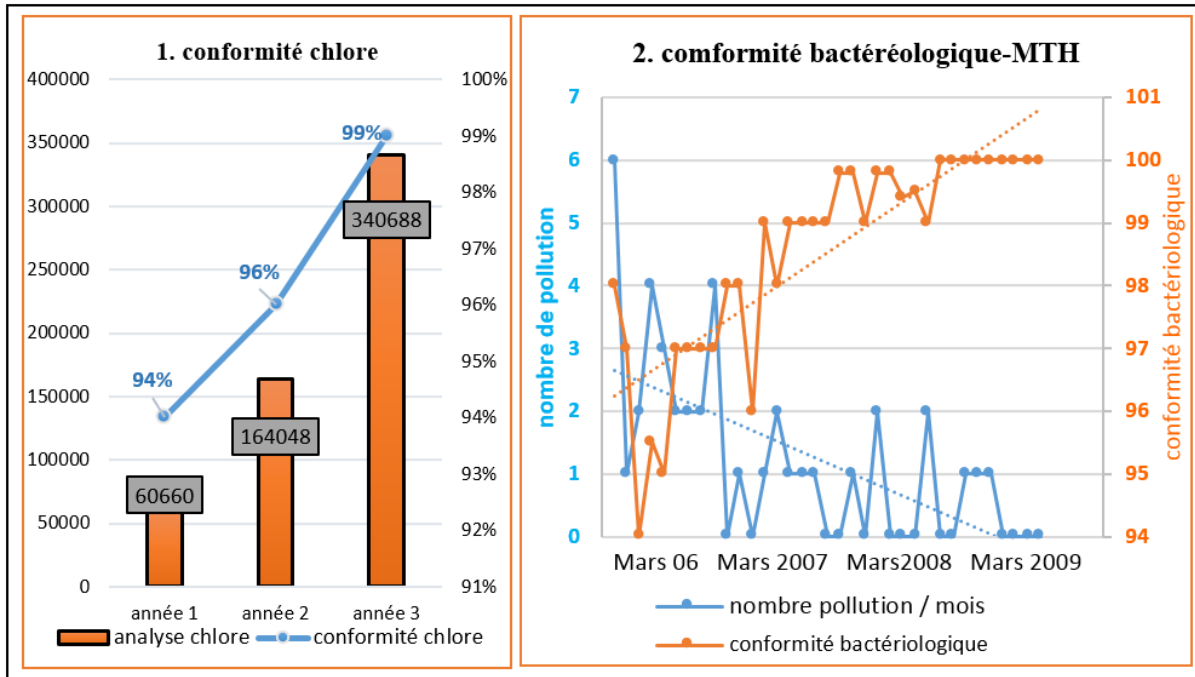 1. conformité chlore
400000
350000
300000
250000
200000
150000
100000
50000
0
100%
99%
98%
97%
96%
95%
94%
93%
92%
91%
94%
96%
99%
60660
164048
340688
année 1
année 2
année 3
analyse chlore
conformité chlore
2. comformité bactéréologique-MTH
nombre de pollution
7
6
5
4
3
2
1
0
101
100
99
98
97
96
95
94
conformité bactériologique
Mars 06
Mars 2007
Mars2008
Mars 2009
nombre pollution / mois
conformité bactériologique